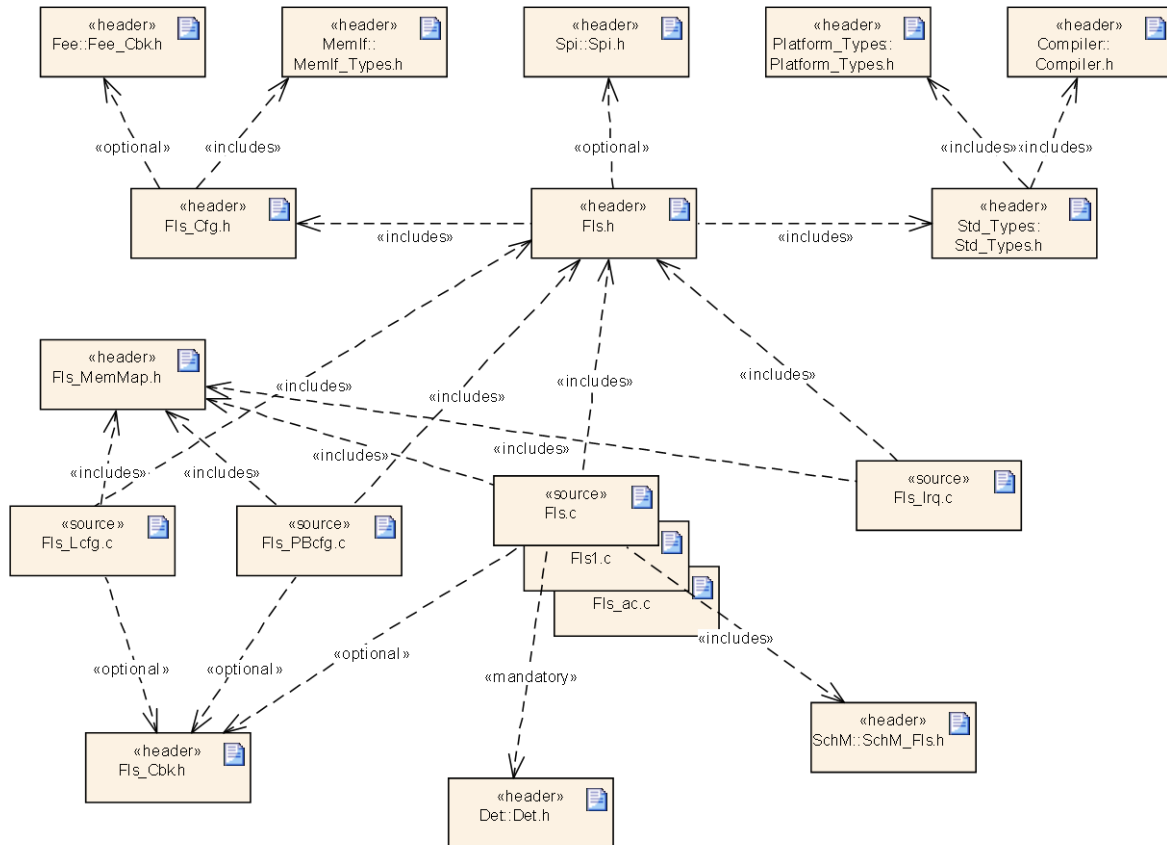 «header»
Fee::Fee_Cbk.h
«header»
MemIf::
MemIf_Types.h
«header»
Spi::Spi.h
«header»
Platform_Types::
Platform_Types.h
«header»
Compiler::
Compiler.h
«optional»
«includes»
«optional»
«includes»
«includes»
«header»
Fls_Cfg.h
«header»
Fls.h
«header»
Std_Types::
Std_Types.h
«includes»
«includes»
«header»
Fls_MemMap.h
«includes»
«includes»
«includes»
«includes»
«includes»
«includes»
«includes»
«includes»
«source»
Fls_Lcfg.c
«source»
Fls_PBcfg.c
«source»
Fls.c
«source»
Fls_Irq.c
Fls1.c
Fls_ac.c
«optional»
«optional»
«optional»
«mandatory»
«includes»
«header»
Fls_Cbk.h
«header»
SchM::SchM_Fls.h
«header»
Det::Det.h